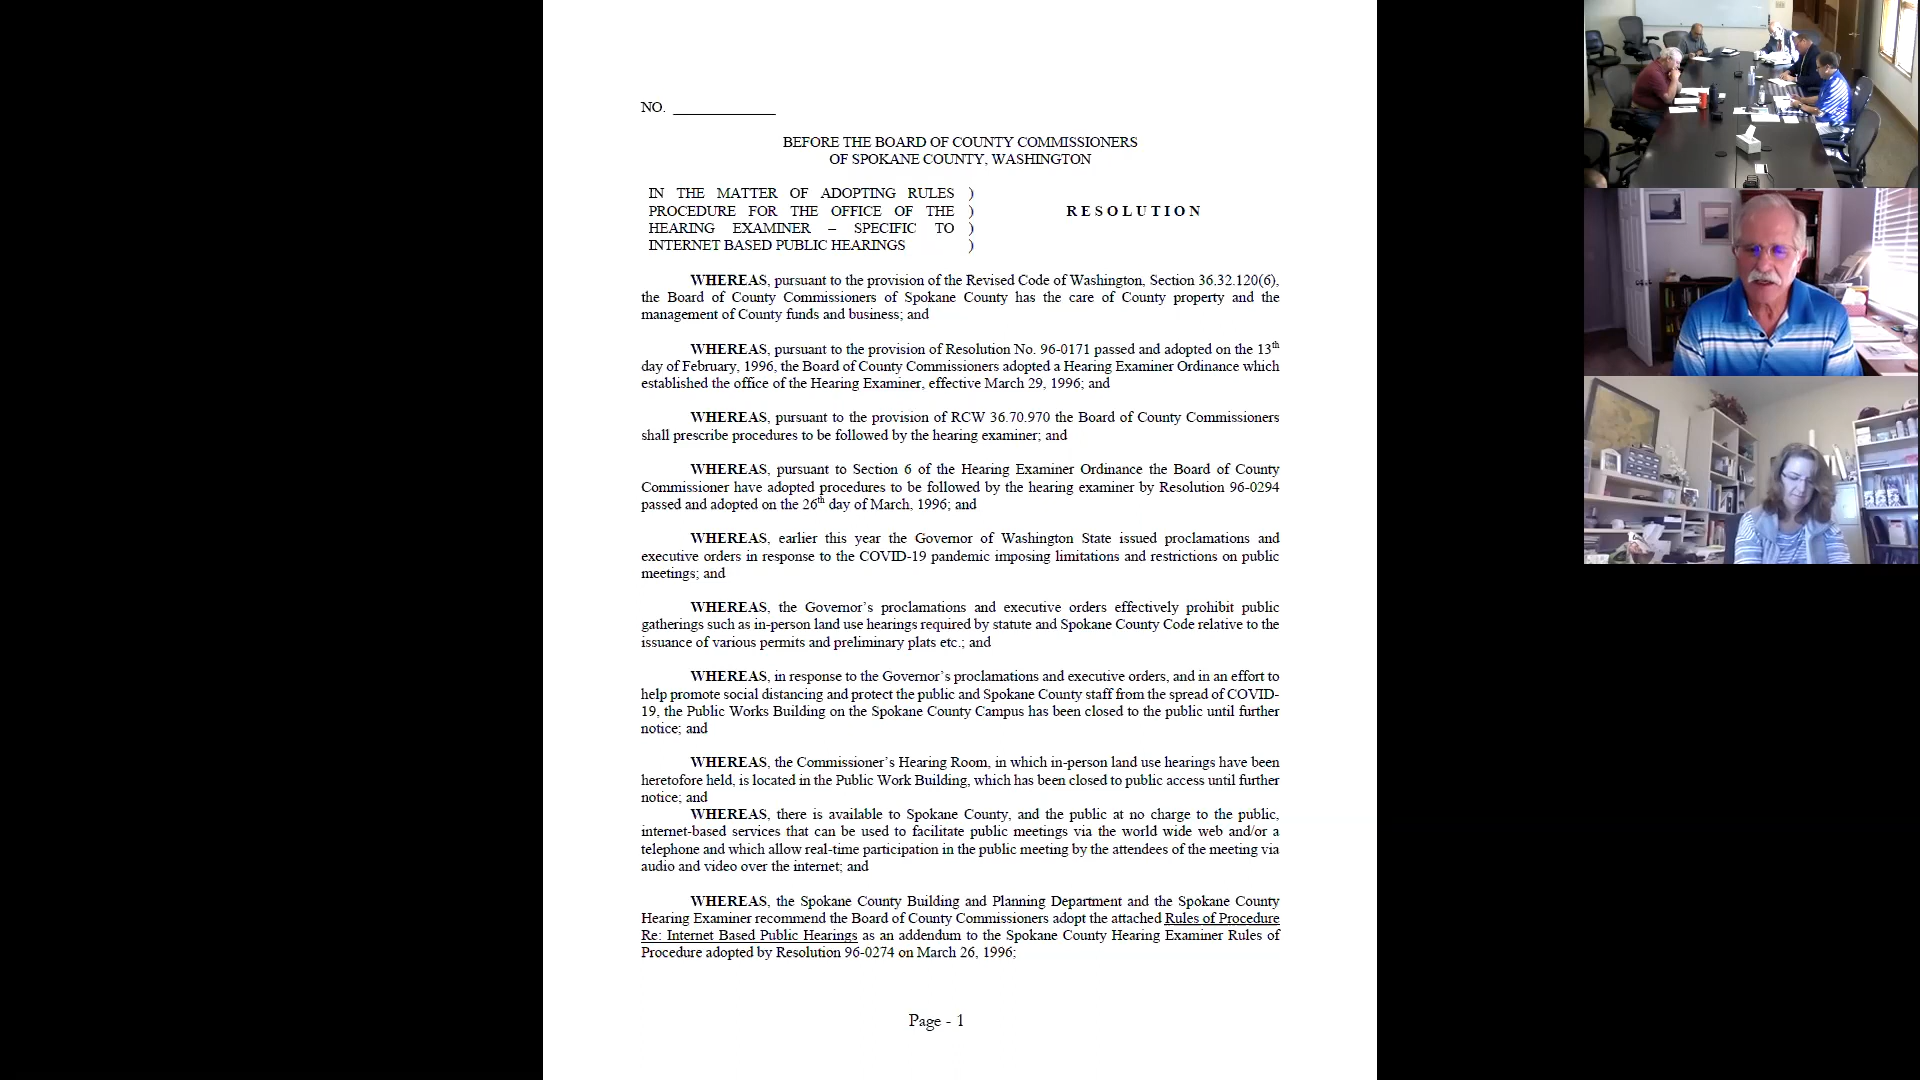 NO. ______________
BEFORE THE BOARD OF COUNTY COMMISSIONERS
OF SPOKANE COUNTY, WASHINGTON
IN THE MATTER OF ADOPTING RULES )
PROCEDURE FOR THE OFFICE OF THE ) R E S O L U T I O N
HEARING EXAMINER – SPECIFIC TO )
INTERNET BASED PUBLIC HEARINGS )
WHEREAS, pursuant to the provision of the Revised Code of Washington, Section 36.32.120(6),
the Board of County Commissioners of Spokane County has the care of County property and the
management of County funds and business; and
WHEREAS, pursuant to the provision of Resolution No. 96-0171 passed and adopted on the 13th
day of February, 1996, the Board of County Commissioners adopted a Hearing Examiner Ordinance which
established the office of the Hearing Examiner, effective March 29, 1996; and
WHEREAS, pursuant to the provision of RCW 36.70.970 the Board of County Commissioners
shall prescribe procedures to be followed by the hearing examiner; and
WHEREAS, pursuant to Section 6 of the Hearing Examiner Ordinance the Board of County
Commissioner have adopted procedures to be followed by the hearing examiner by Resolution 96-0294
passed and adopted on the 26th day of March, 1996; and
WHEREAS, earlier this year the Governor of Washington State issued proclamations and
executive orders in response to the COVID-19 pandemic imposing limitations and restrictions on public
meetings; and
WHEREAS, the Governor's proclamations and executive orders effectively prohibit public
gatherings such as in-person land use hearings required by statute and Spokane County Code relative to the
issuance of various permits and preliminary plats etc.; and
WHEREAS, in response to the Governor's proclamations and executive orders, and in an effort to
help promote social distancing and protect the public and Spokane County staff from the spread of COVID-
19, the Public Works Building on the Spokane County Campus has been closed to the public until further
notice; and
WHEREAS, the Commissioner's Hearing Room, in which in-person land use hearings have been
heretofore held, is located in the Public Work Building, which has been closed to public access until further
notice; and
WHEREAS, there is available to Spokane County, and the public at no charge to the public,
internet-based services that can be used to facilitate public meetings via the world wide web and/or a
telephone and which allow real-time participation in the public meeting by the attendees of the meeting via
audio and video over the internet; and
WHEREAS, the Spokane County Building and Planning Department and the Spokane County
Hearing Examiner recommend the Board of County Commissioners adopt the attached Rules of Procedure
Re: Internet Based Public Hearings as an addendum to the Spokane County Hearing Examiner Rules of
Procedure adopted by Resolution 96-0274 on March 26, 1996;
Page - 1